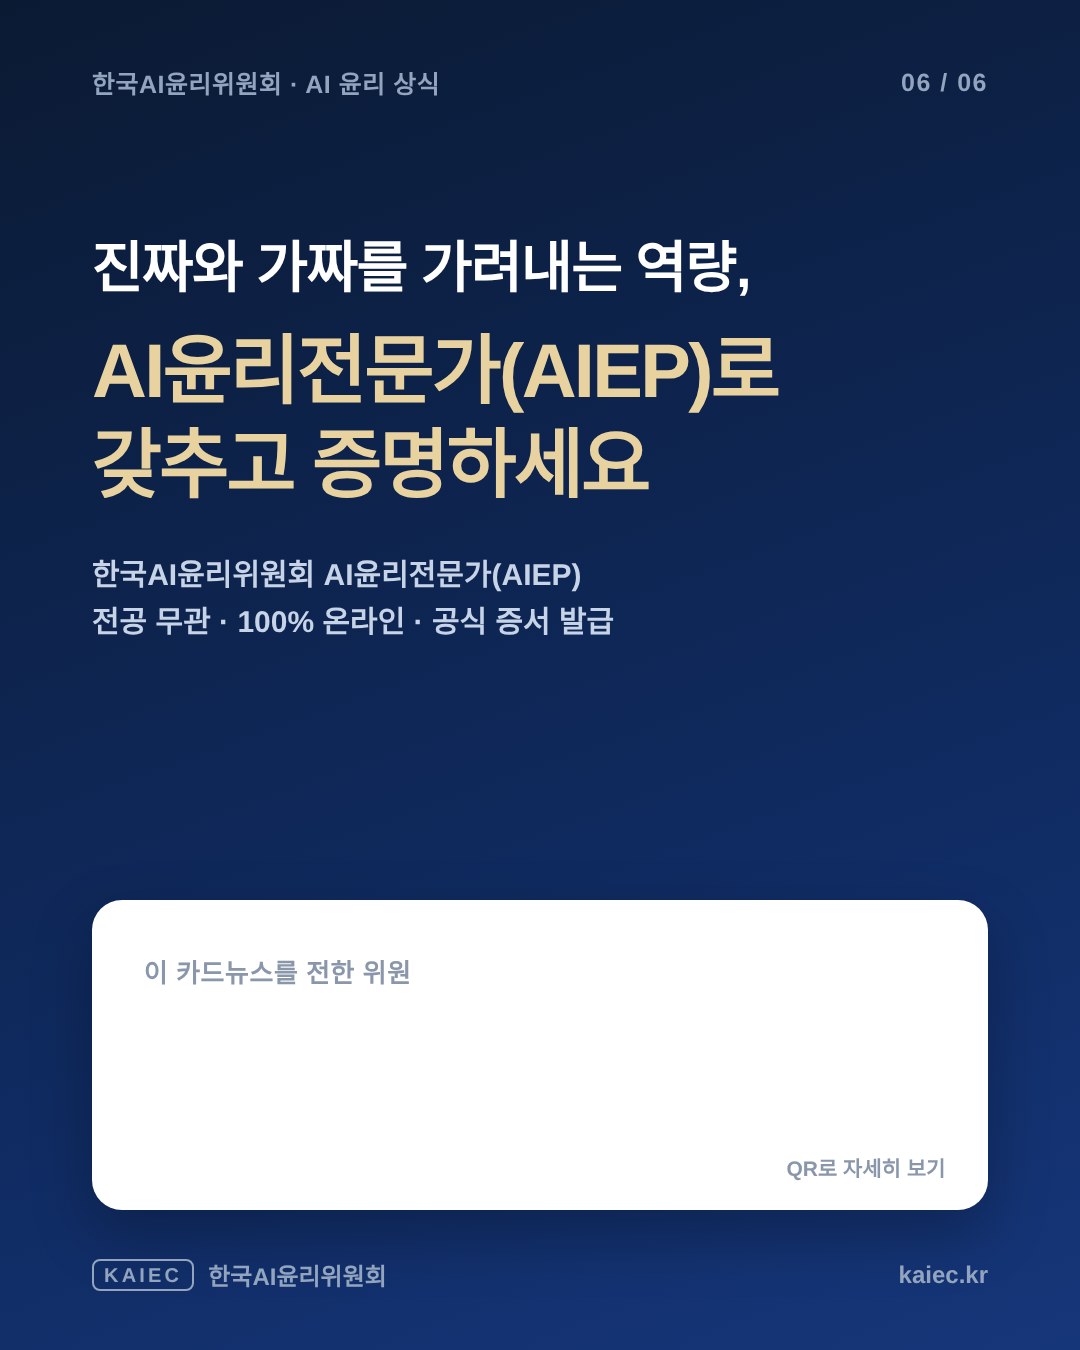 한국AI윤리위원회 · AI 윤리 상식
06 / 06
진짜와 가짜를 가려내는 역량,
AI윤리전문가(AIEP)로
갖추고 증명하세요
한국AI윤리위원회 AI윤리전문가(AIEP)
전공 무관 · 100% 온라인 · 공식 증서 발급
이 카드뉴스를 전한 위원
QR로 자세히 보기
KAIEC 한국AI윤리위원회
kaiec.kr